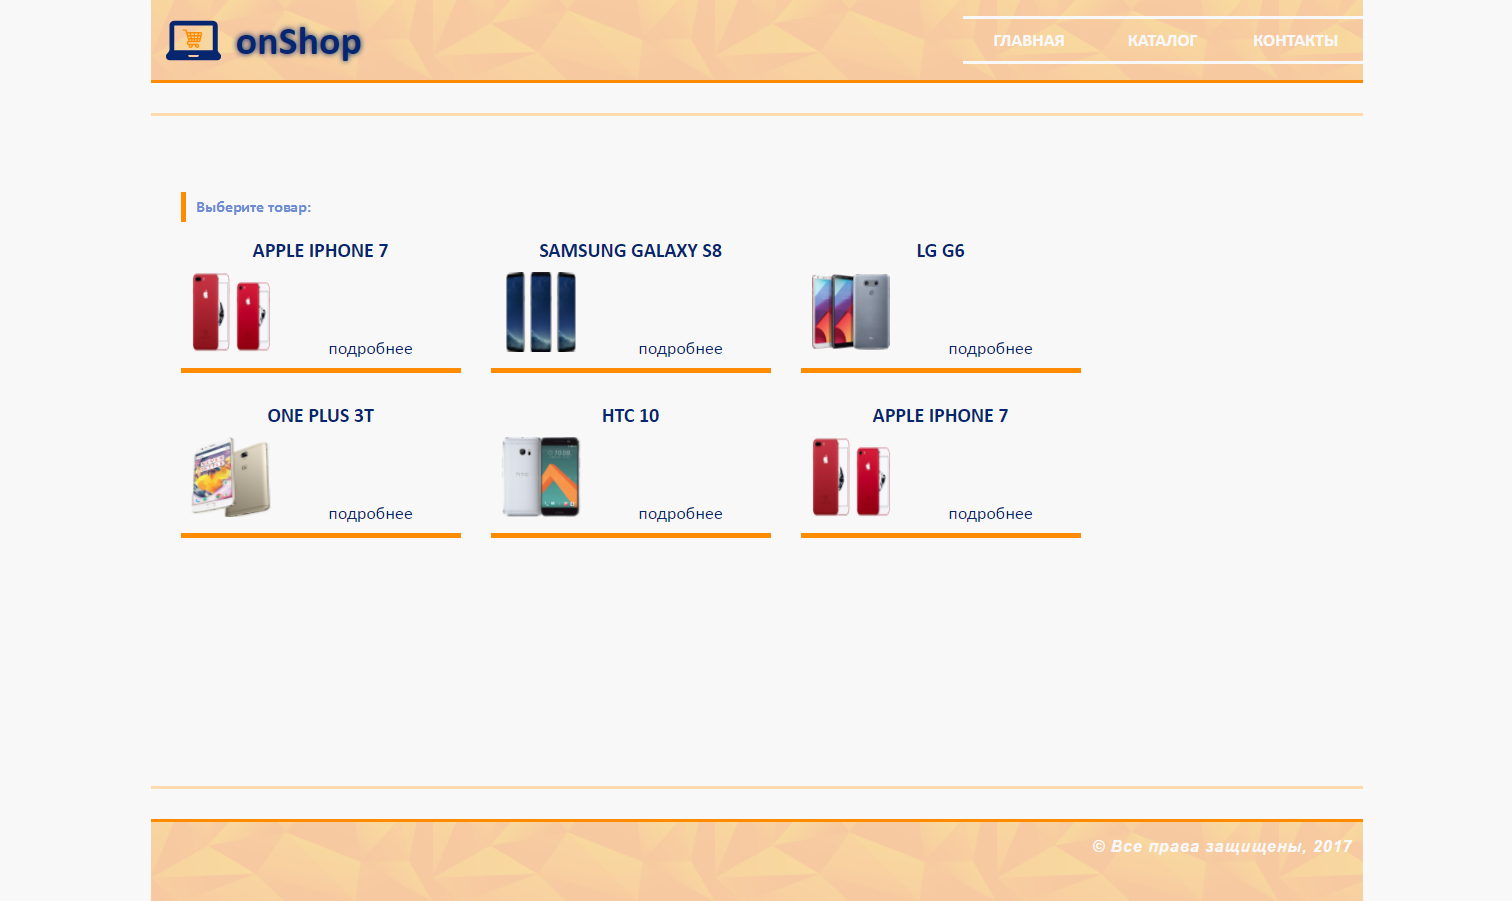 onShop
ГЛАВНАЯ КАТАЛОГ КОНТАКТЫ
Выберите товар:
APPLE IPHONE 7 SAMSUNG GALAXY S8 LG G6
подробнее подробнее подробнее
ONE PLUS 3T HTC 10 APPLE IPHONE 7
подробнее подробнее подробнее
© Все права защищены, 2017